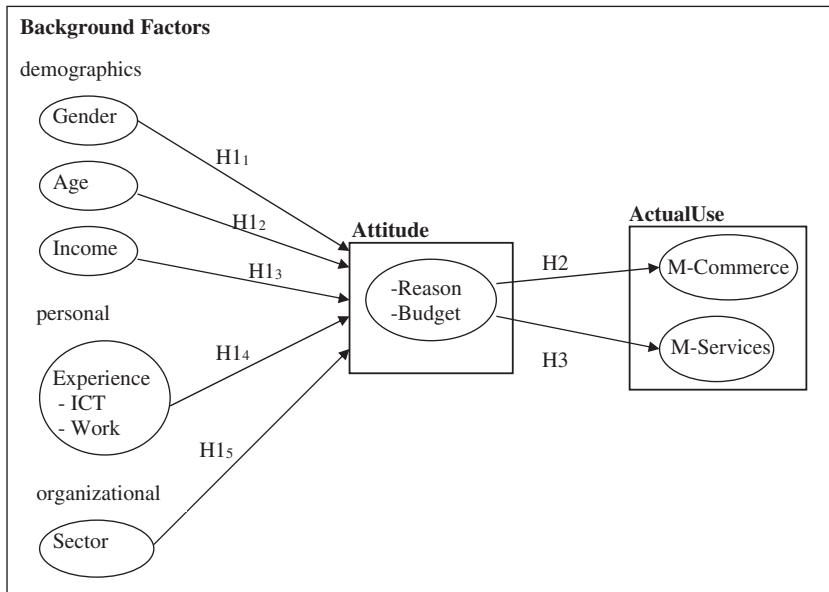 Background Factors
demographics
Gender
H1₁
Age
H1₂
Income
H1₃
personal
Experience
- ICT
- Work
H1₄
organizational
H1₅
Sector
Attitude
-Reason
-Budget
H2
H3
ActualUse
M-Commerce
M-Services